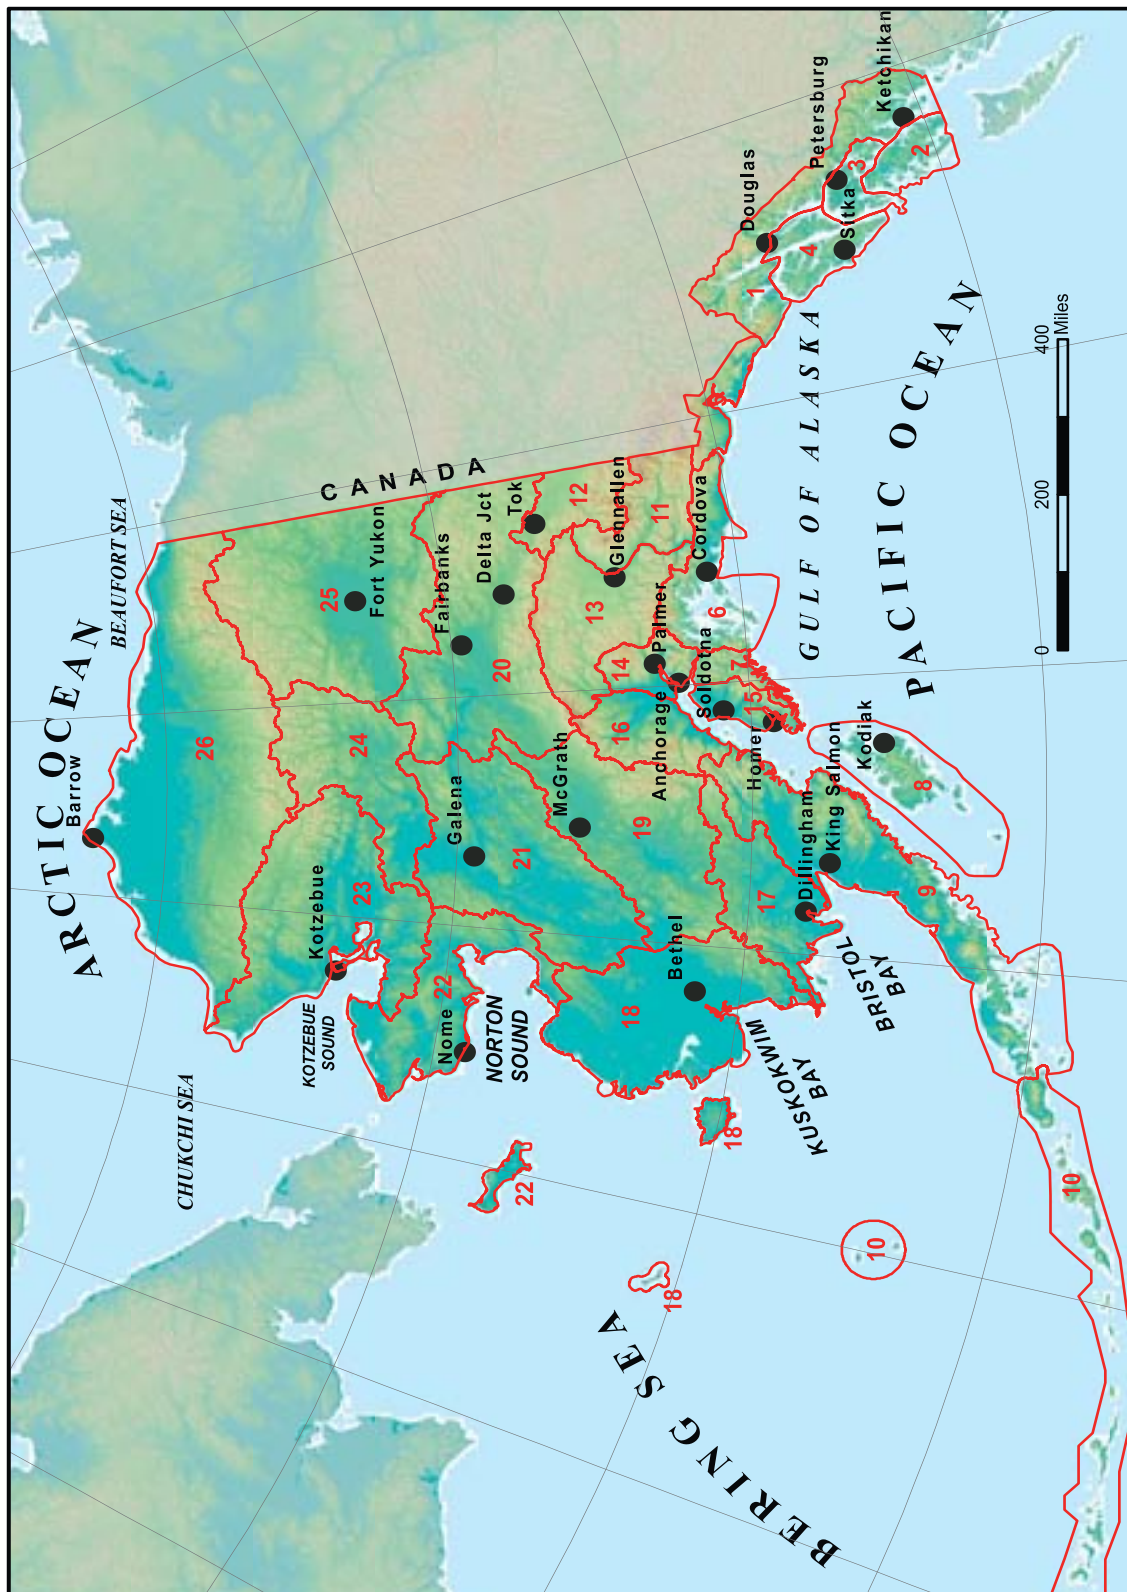 ARCTIC OCEAN
Barrow
BEAUFORT SEA
CHUKCHI SEA
26
CANADA
25
Fort Yukon
24
Kotzebue
23
KOTZEBUE
SOUND
Fairbanks
Delta Jct
Tok
20
Galena
21
22
Nome
NORTON
SOUND
22
McGrath
19
12
Glennallen
11
13
14
Palmer
16
Anchorage
Cordova
6
Soldotna
7
15
Homer
Bethel
18
18
18
KUSKOKWIM
BAY
17
Dillingham
King Salmon
BRISTOL
BAY
Kodiak
8
9
10
10
BERING SEA
GULF OF ALASKA
PACIFIC OCEAN
1
Douglas
4
Sitka
Petersburg
3
2
Ketchikan
0
200
400
Miles